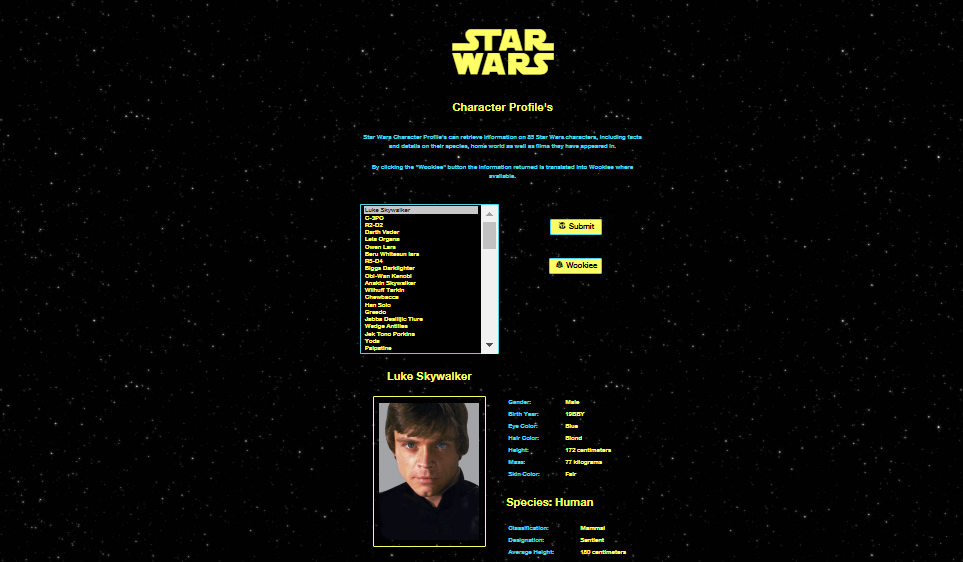 STAR
WARS
Character Profile's
Star Wars Character Profile's can retrieve information on 85 Star Wars characters, including facts
and details on their species, home world as well as films they have appeared in.
By clicking the "Wookiee" button the information returned is translated into Wookiee where
available.
Luke Skywalker
C-3PO
R2-D2
Darth Vader
Leia Organa
Owen Lars
Beru Whitesun lars
R5-D4
Biggs Darklighter
Obi-Wan Kenobi
Anakin Skywalker
Wilhuff Tarkin
Chewbacca
Han Solo
Greedo
Jabba Desilijic Tiure
Wedge Antilles
Jek Tono Porkins
Yoda
Palpatine
Submit
Wookiee
Luke Skywalker
Gender: Male
Birth Year: 19BBY
Eye Color: Blue
Hair Color: Blond
Height: 172 centimeters
Mass: 77 kilograms
Skin Color: Fair
Species: Human
Classification: Mammal
Designation: Sentient
Average Height: 180 centimeters